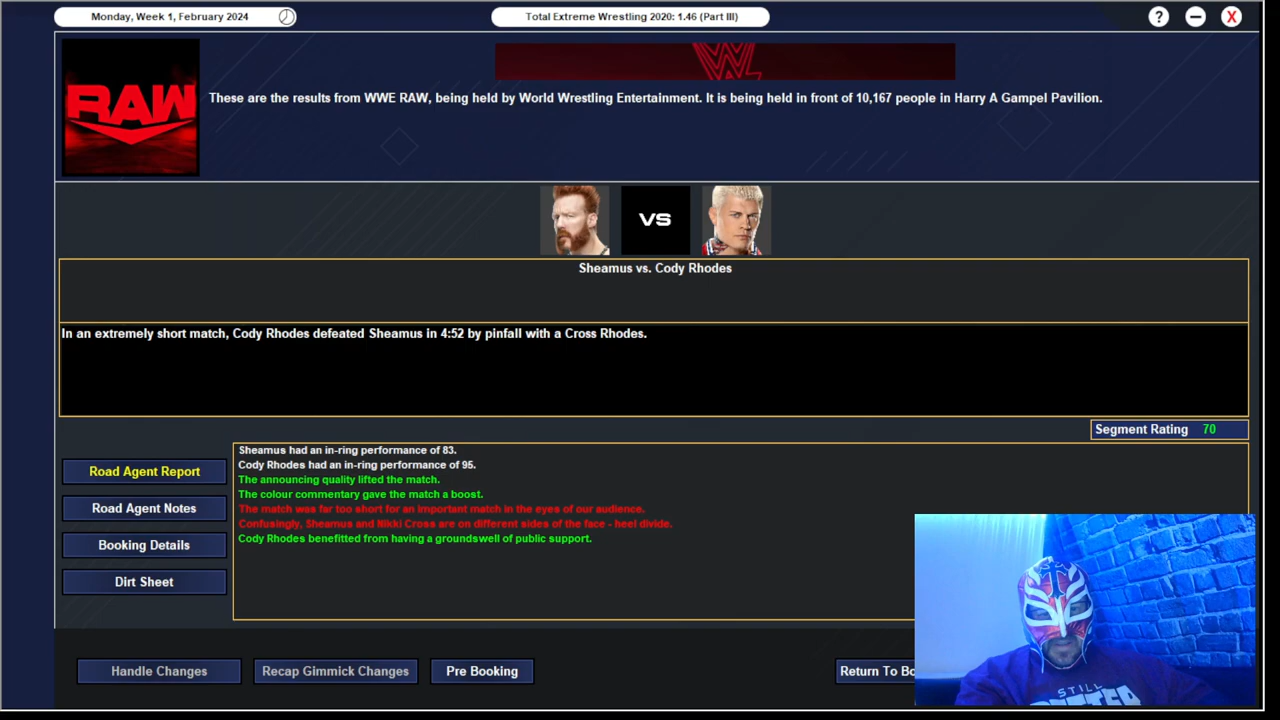 Monday, Week 1, February 2024
Total Extreme Wrestling 2020: 1.46 (Part III)
?
X
RAW
These are the results from WWE RAW, being held by World Wrestling Entertainment. It is being held in front of 10,167 people in Harry A Gampel Pavilion.
VS
Sheamus vs. Cody Rhodes
In an extremely short match, Cody Rhodes defeated Sheamus in 4:52 by pinfall with a Cross Rhodes.
Segment Rating 70
Road Agent Report
Road Agent Notes
Booking Details
Dirt Sheet
Sheamus had an in-ring performance of 83.
Cody Rhodes had an in-ring performance of 95.
The announcing quality lifted the match.
The colour commentary gave the match a boost.
The match was far too short for an important match in the eyes of our audience.
Confusingly, Sheamus and Nikki Cross are on different sides of the face - heel divide.
Cody Rhodes benefitted from having a groundswell of public support.
Handle Changes
Recap Gimmick Changes
Pre Booking
Return To Bo
STILL